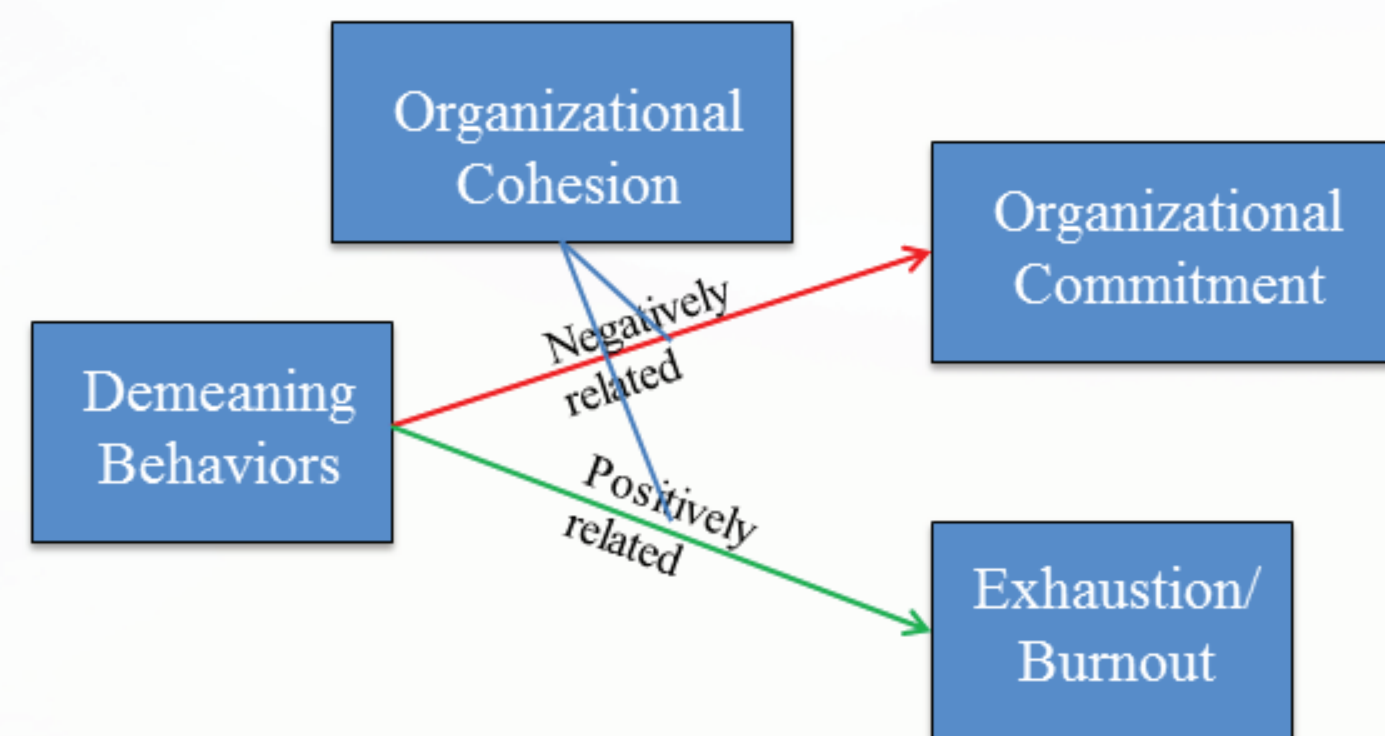 Organizational
Cohesion
Organizational
Commitment
Negatively
related
Demeaning
Behaviors
Positively
related
Exhaustion/
Burnout